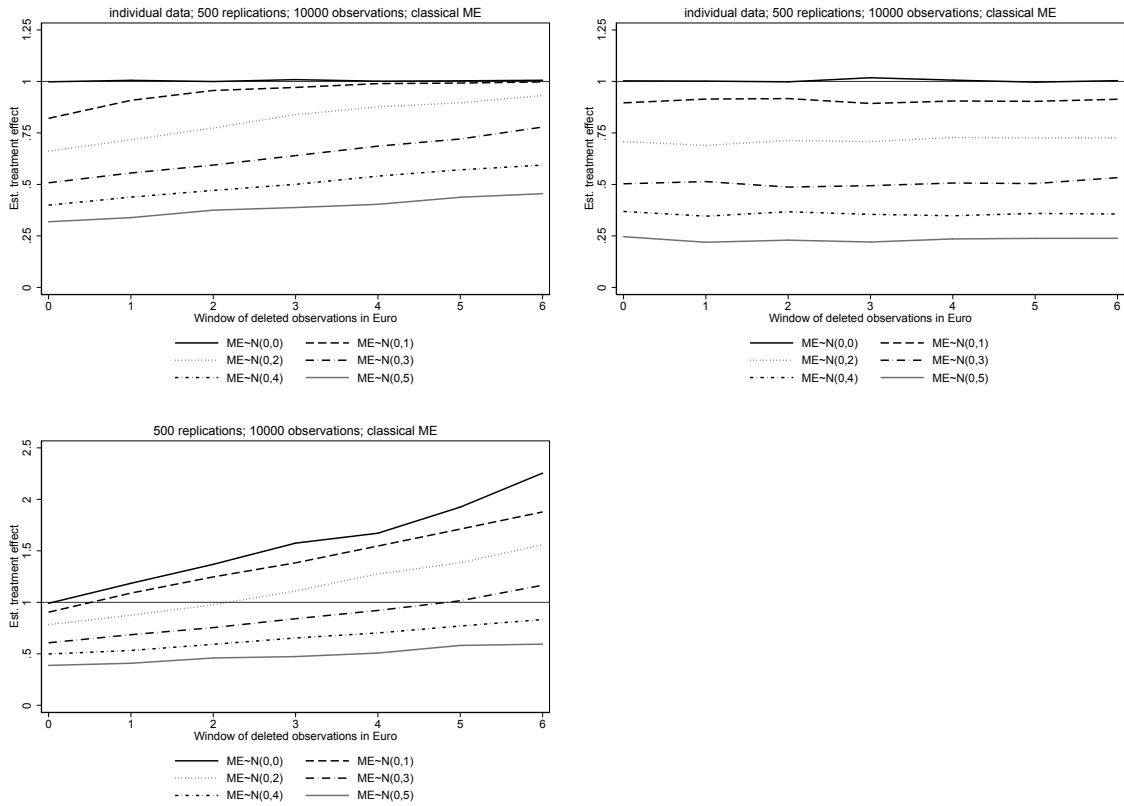 individual data; 500 replications; 10000 observations; classical ME
Est. treatment effect
0 .25 .5 .75 1 1.25
0 1 2 3 4 5 6
Window of deleted observations in Euro
ME~N(0,0) ME~N(0,1)
ME~N(0,2) ME~N(0,3)
ME~N(0,4) ME~N(0,5)
individual data; 500 replications; 10000 observations; classical ME
Est. treatment effect
0 .25 .5 .75 1 1.25
0 1 2 3 4 5 6
Window of deleted observations in Euro
ME~N(0,0) ME~N(0,1)
ME~N(0,2) ME~N(0,3)
ME~N(0,4) ME~N(0,5)
500 replications; 10000 observations; classical ME
Est. treatment effect
0 .5 1 1.5 2 2.5
0 1 2 3 4 5 6
Window of deleted observations in Euro
ME~N(0,0) ME~N(0,1)
ME~N(0,2) ME~N(0,3)
ME~N(0,4) ME~N(0,5)